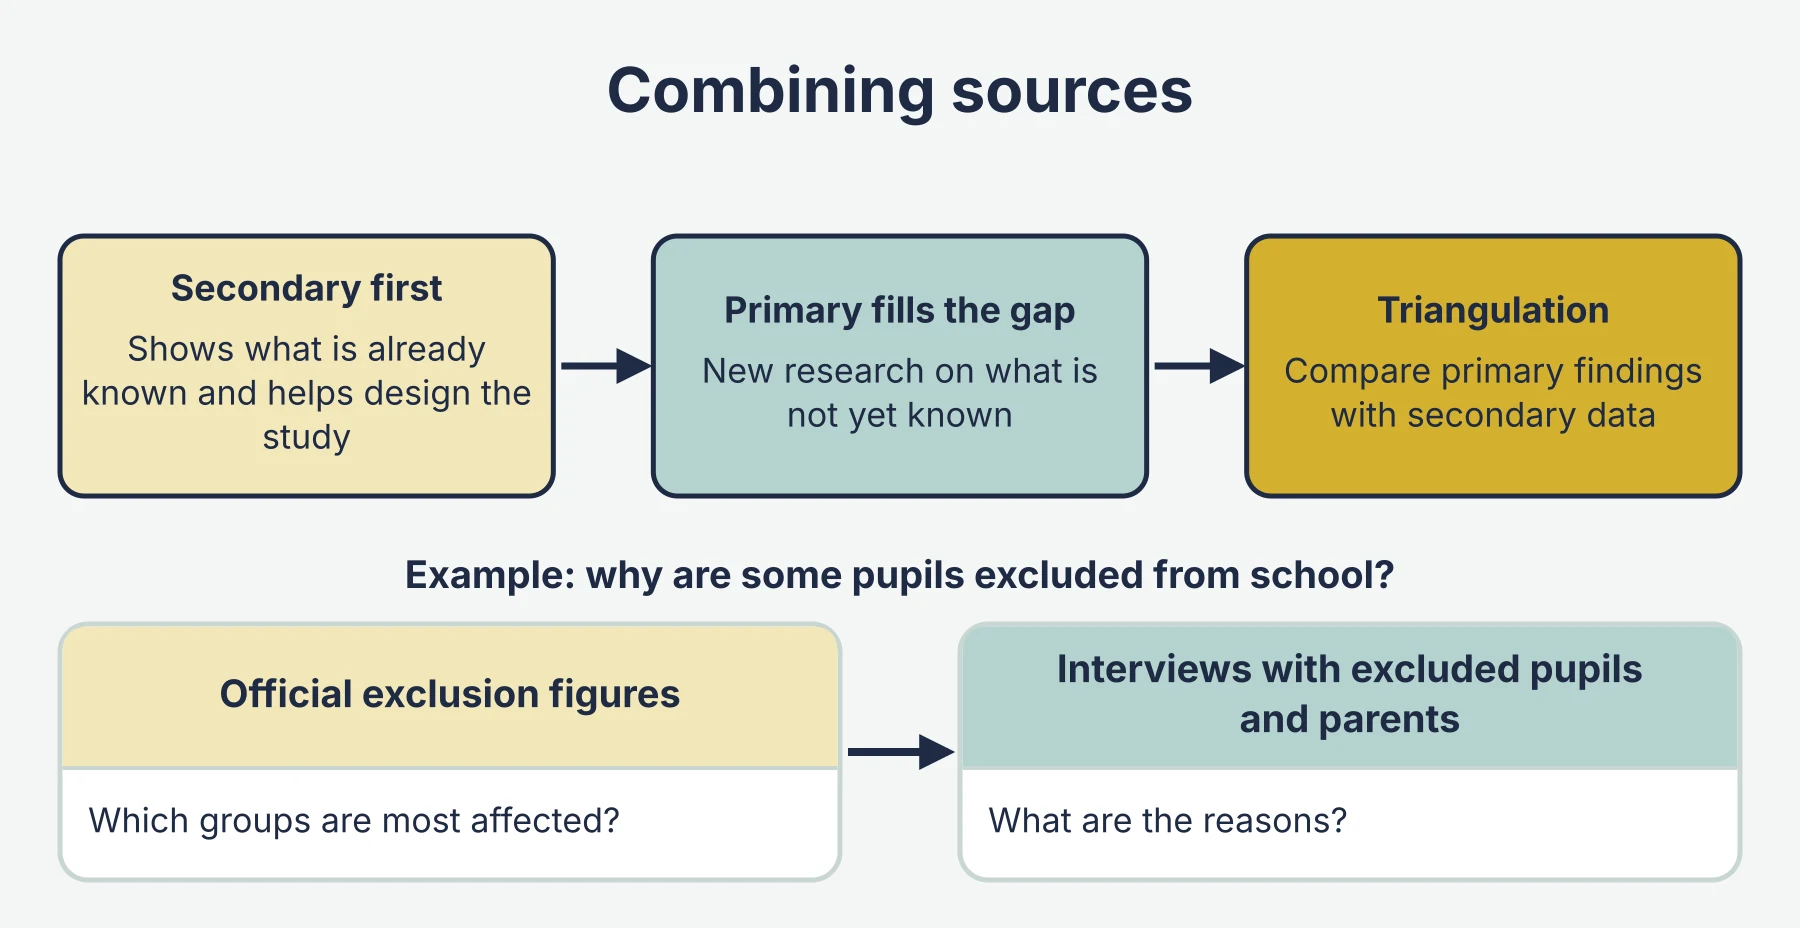 Combining sources
Secondary first
Shows what is already
known and helps design the
study
Primary fills the gap
New research on what is
not yet known
Triangulation
Compare primary findings
with secondary data
Example: why are some pupils excluded from school?
Official exclusion figures
Which groups are most affected?
Interviews with excluded pupils
and parents
What are the reasons?